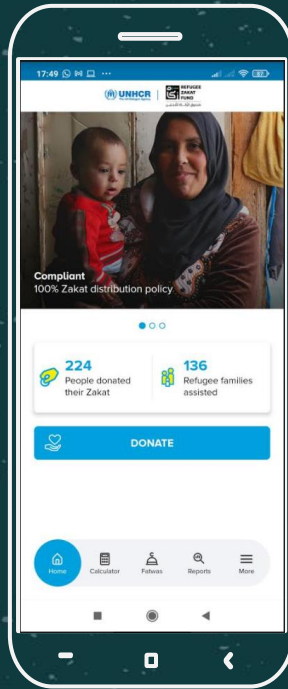 17:49
87
UNHCR
The UN Refugee Agency
REFUGEE
ZAKAT
FUND
Compliant
100% Zakat distribution policy
224
People donated
their Zakat
136
Refugee families
assisted
DONATE
Home
Calculator
Fatwas
Reports
More